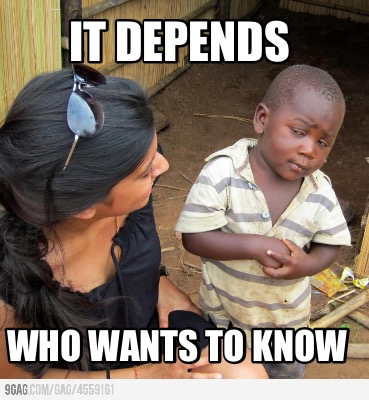 IT DEPENDS
WHO WANTS TO KNOW
9GAG.COM/GAG/4559161